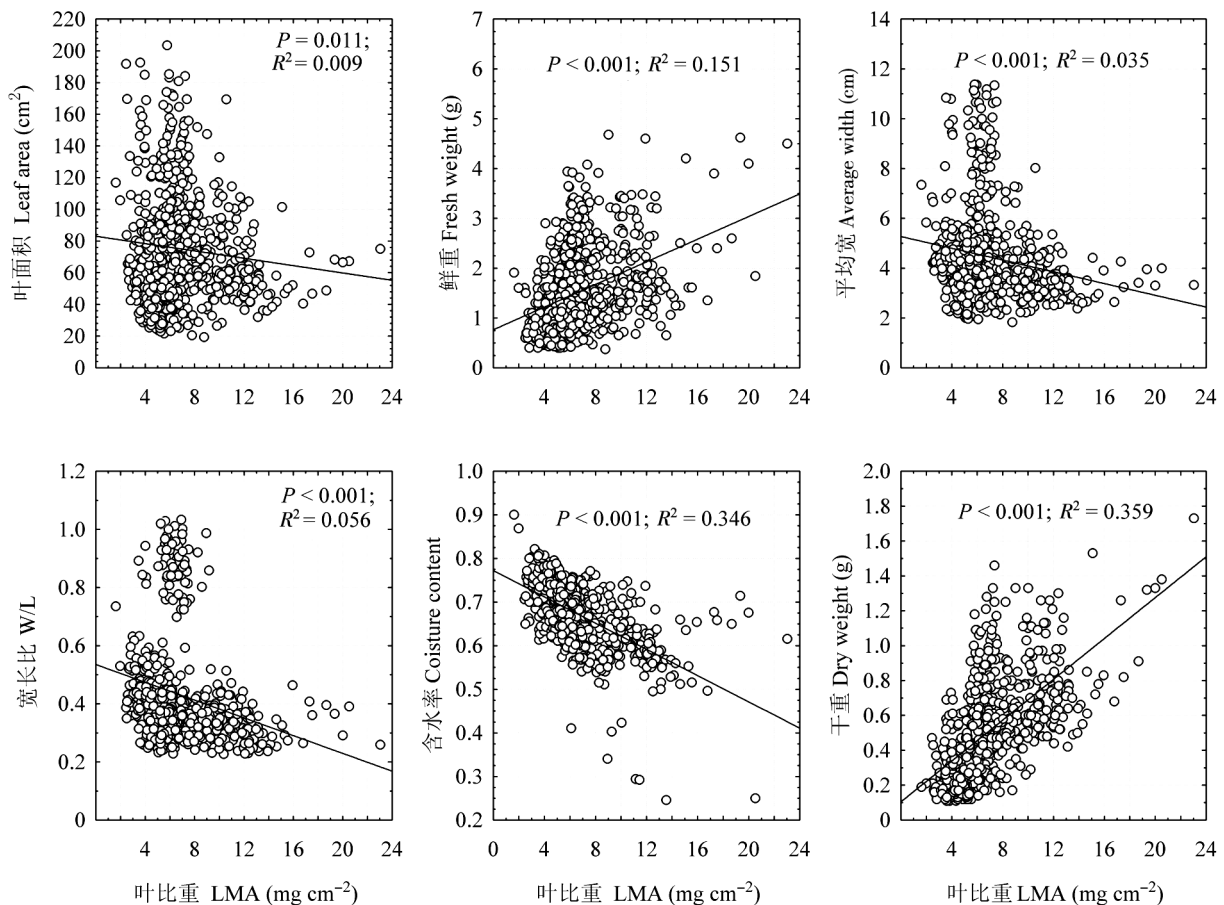 220
200
180
160
140
120
100
80
60
40
20
0
叶面积 Leaf area (cm²)
P = 0.011;
R² = 0.009
4 8 12 16 20 24
7
6
5
4
3
2
1
0
鲜重 Fresh weight (g)
P < 0.001; R² = 0.151
4 8 12 16 20 24
14
12
10
8
6
4
2
0
平均宽 Average width (cm)
P < 0.001; R² = 0.035
4 8 12 16 20 24
1.2
1.0
0.8
0.6
0.4
0.2
0
宽长比 W/L
P < 0.001;
R² = 0.056
4 8 12 16 20 24
叶比重 LMA (mg cm⁻²)
1.0
0.9
0.8
0.7
0.6
0.5
0.4
0.3
0.2
含水率 Coisture content
P < 0.001; R² = 0.346
0 4 8 12 16 20 24
叶比重 LMA (mg cm⁻²)
2.0
1.8
1.6
1.4
1.2
1.0
0.8
0.6
0.4
0.2
0
干重 Dry weight (g)
P < 0.001; R² = 0.359
4 8 12 16 20 24
叶比重 LMA (mg cm⁻²)